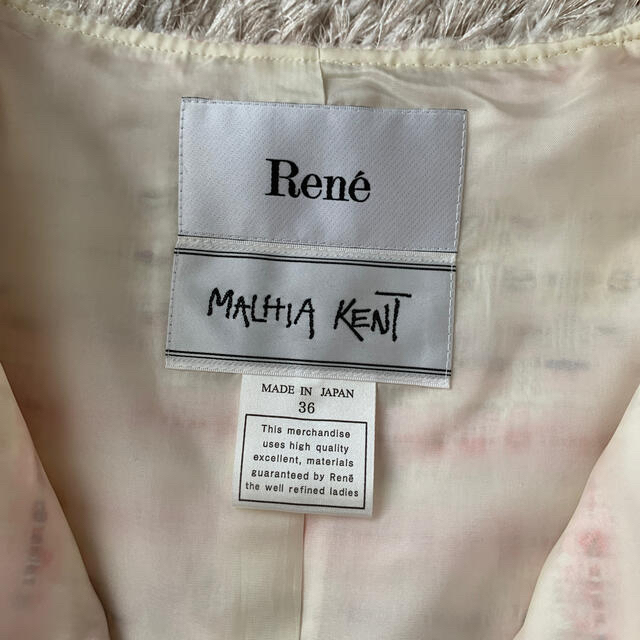 René
MALHIA KENT
MADE IN JAPAN
36
This merchandise
uses high quality
excellent, materials
guaranteed by René
the well refined ladies